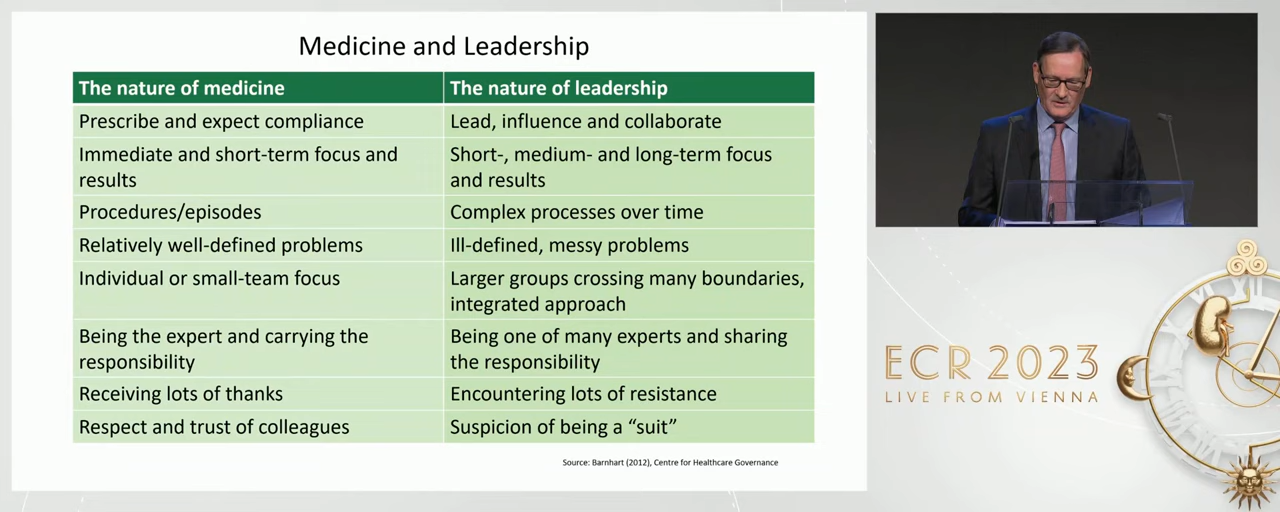 Medicine and Leadership
The nature of medicine
The nature of leadership
Prescribe and expect compliance
Lead, influence and collaborate
Immediate and short-term focus and
results
Short-, medium- and long-term focus
and results
Procedures/episodes
Complex processes over time
Relatively well-defined problems
Ill-defined, messy problems
Individual or small-team focus
Larger groups crossing many boundaries,
integrated approach
Being the expert and carrying the
responsibility
Being one of many experts and sharing
the responsibility
Receiving lots of thanks
Encountering lots of resistance
Respect and trust of colleagues
Suspicion of being a “suit”
Source: Barnhart (2012), Centre for Healthcare Governance
ECR 2023
LIVE FROM VIENNA